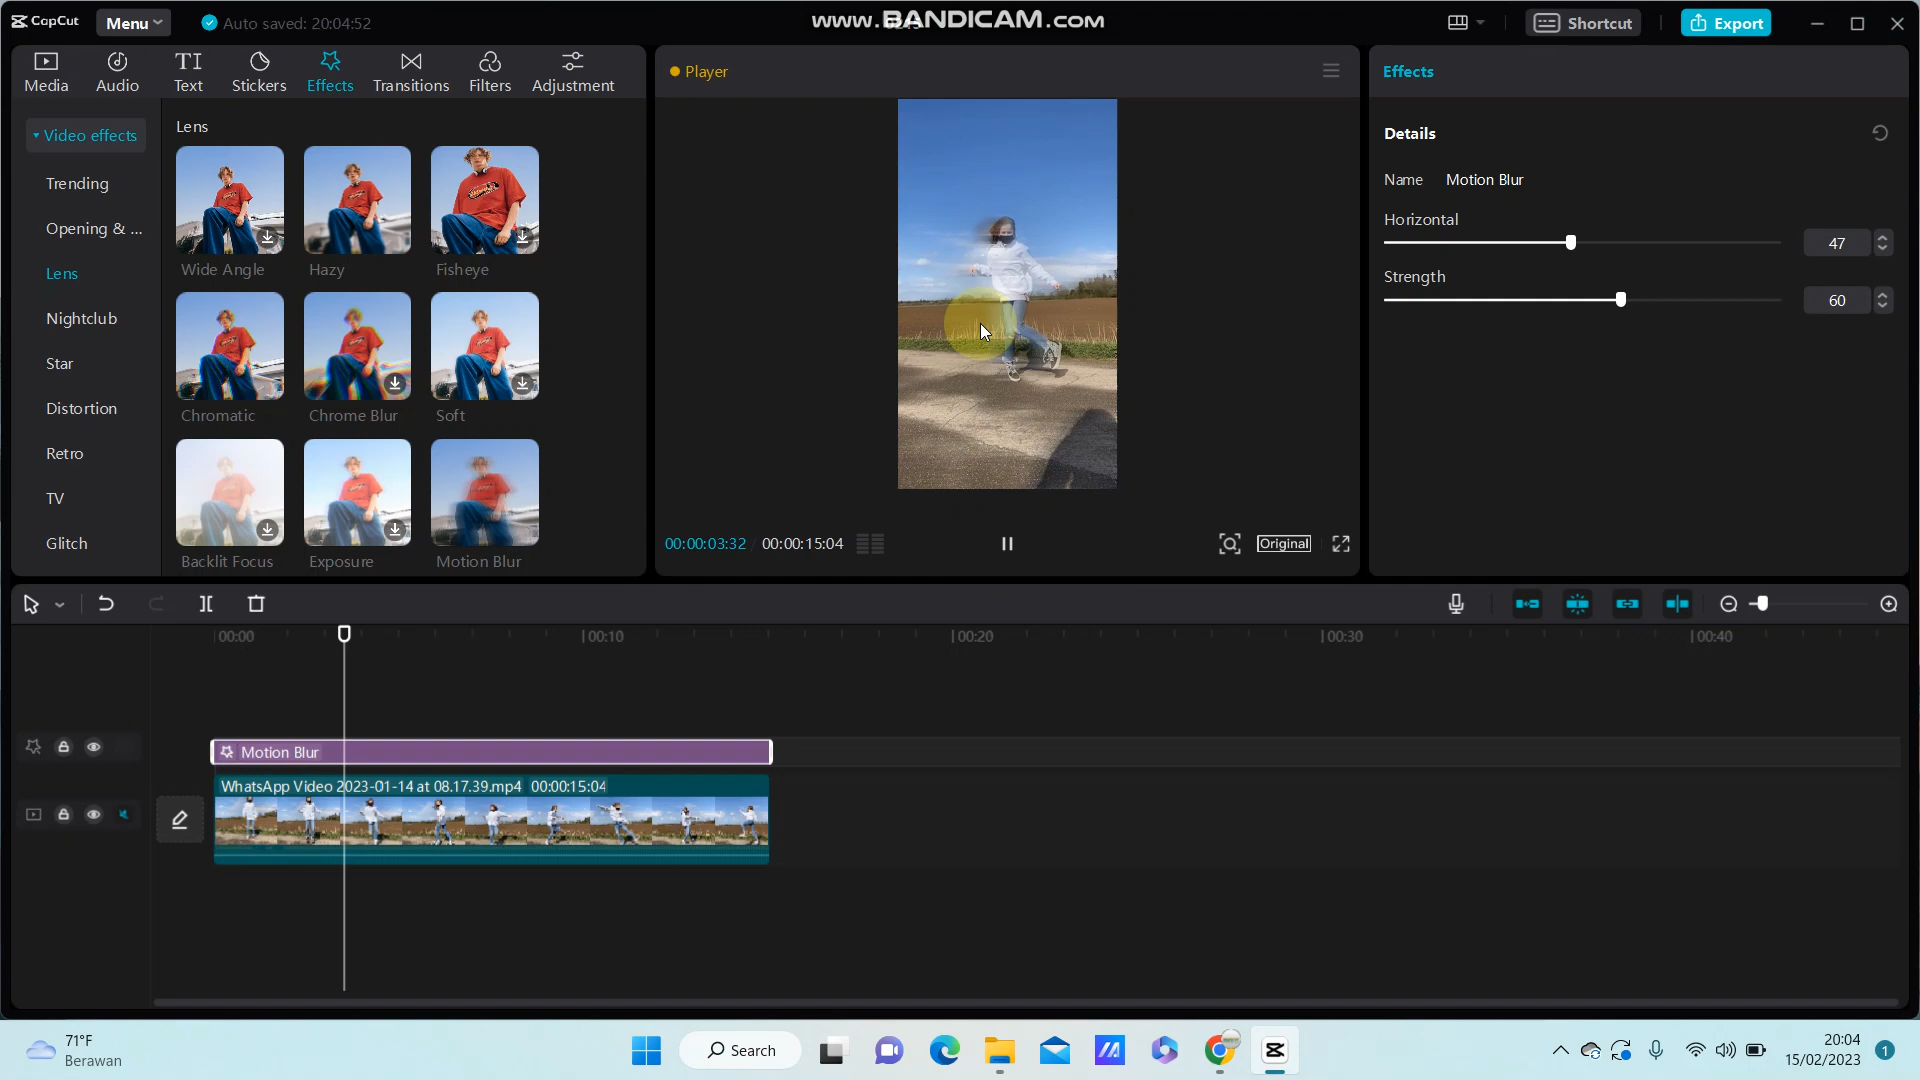 CapCut
Menu
Auto saved: 20:04:52
www.BANDICAM.com
Shortcut
Export
Media
Audio
Text
Stickers
Effects
Transitions
Filters
Adjustment
Player
Effects
Video effects
Trending
Opening & ...
Lens
Nightclub
Star
Distortion
Retro
TV
Glitch
Lens
Wide Angle
Hazy
Fisheye
Chromatic
Chrome Blur
Soft
Backlit Focus
Exposure
Motion Blur
Details
Name Motion Blur
Horizontal
47
Strength
60
00:00:03:32 00:00:15:04
Original
00:00
00:10
00:20
00:30
00:40
Motion Blur
WhatsApp Video 2023-01-14 at 08.17.39.mp4 00:00:15:04
71°F
Berawan
Search
20:04
15/02/2023
1